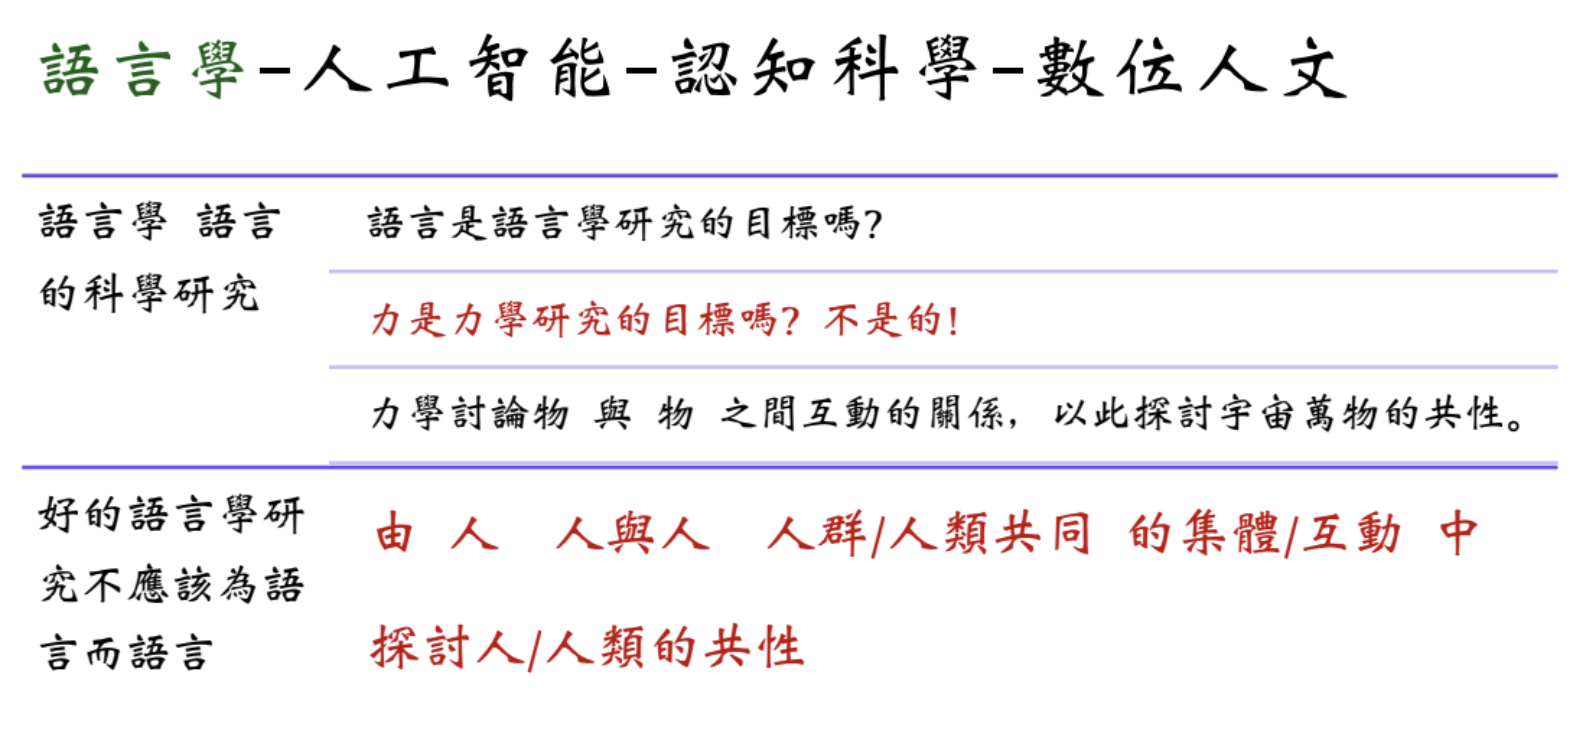 語言學-人工智能-認知科學-數位人文
語言學 語言
的科學研究
語言是語言學研究的目標嗎?
力是力學研究的目標嗎? 不是的!
力學討論物 與 物 之間互動的關係, 以此探討宇宙萬物的共性。
好的語言學研
究不應該為語
言而語言
由 人 人與人 人群/人類共同 的集體/互動 中
探討人/人類的共性